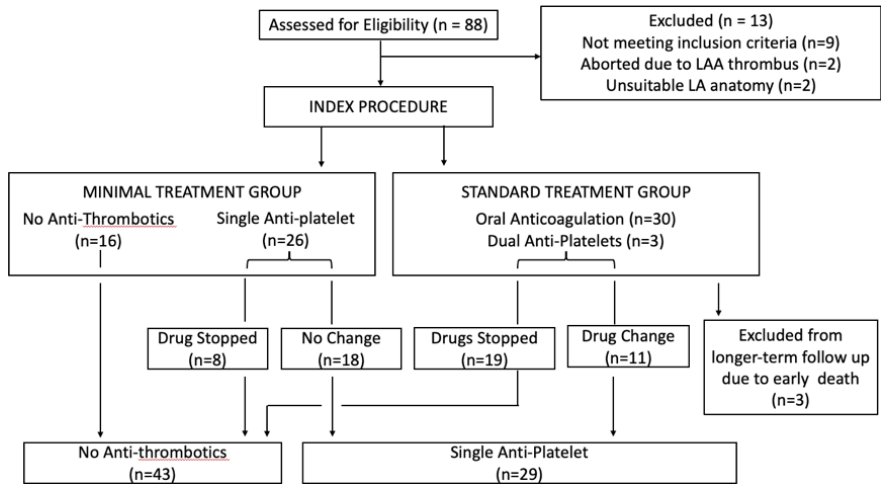 Assessed for Eligibility (n = 88)
Excluded (n = 13)
Not meeting inclusion criteria (n=9)
Aborted due to LAA thrombus (n=2)
Unsuitable LA anatomy (n=2)
INDEX PROCEDURE
MINIMAL TREATMENT GROUP
No Anti-Thrombotics
(n=16)
Single Anti-platelet
(n=26)
STANDARD TREATMENT GROUP
Oral Anticoagulation (n=30)
Dual Anti-Platelets (n=3)
Drug Stopped
(n=8)
No Change
(n=18)
Drugs Stopped
(n=19)
Drug Change
(n=11)
Excluded from
longer-term follow up
due to early death
(n=3)
No Anti-thrombotics
(n=43)
Single Anti-Platelet
(n=29)